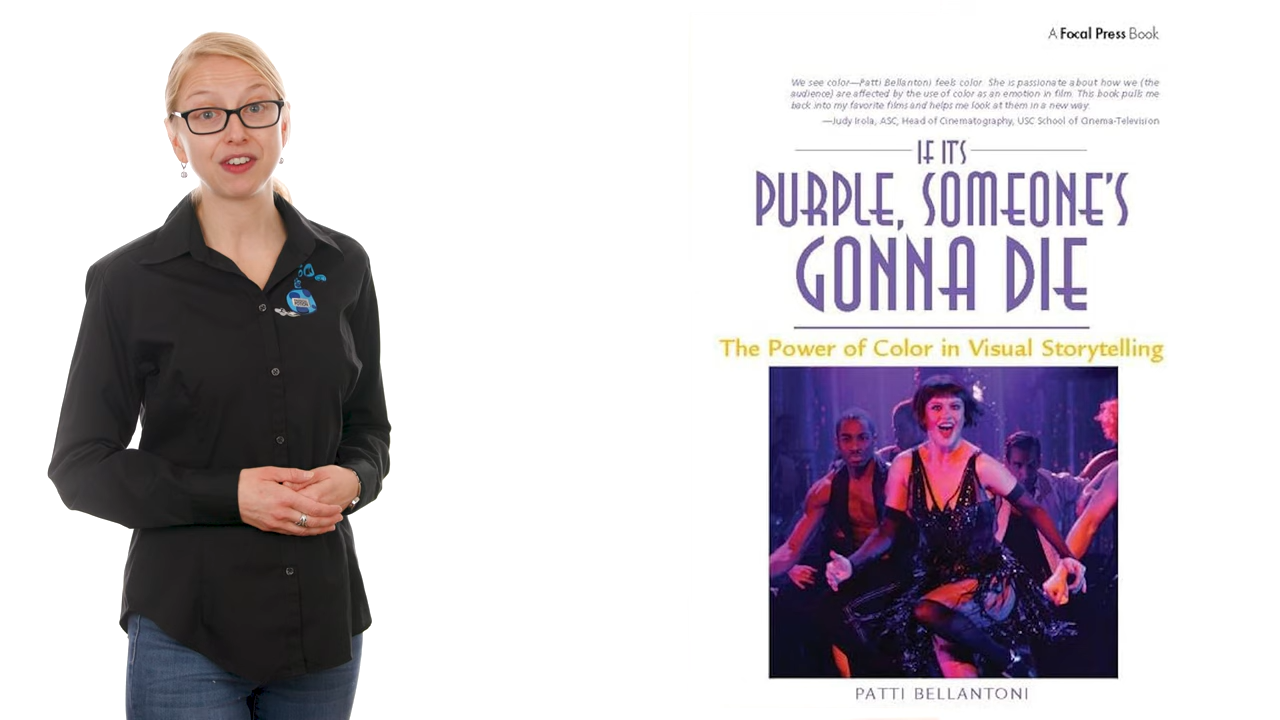 A Focal Press Book
We see color—Patti Bellantoni feels color. She is passionate about how we (the
audience) are affected by the use of color as an emotion in film. This book pulls me
back into my favorite films and helps me look at them in a new way.
—Judy Irola, ASC, Head of Cinematography, USC School of Cinema-Television
IF IT'S
PURPLE, SOMEONE'S
GONNA DIE
The Power of Color in Visual Storytelling
PATTI BELLANTONI